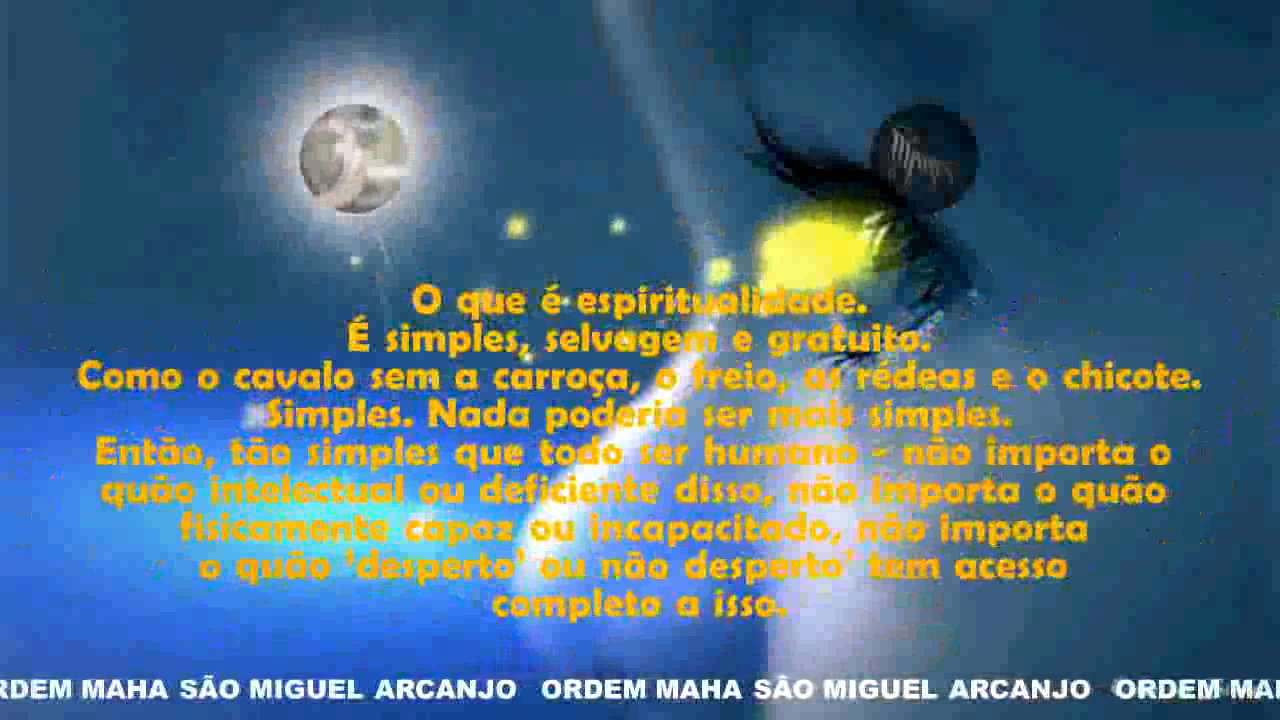 O que é espiritualidade.
É simples, selvagem e gratuito.
Como o cavalo sem a carroça, o freio, as rédeas e o chicote.
Simples. Nada poderia ser mais simples.
Então, tão simples que todo ser humano - não importa o
quão intelectual ou deficiente disso, não importa o quão
fisicamente capaz ou incapacitado, não importa
o quão 'desperto' ou não desperto' tem acesso
completo a isso.
RDEM MAHA SÃO MIGUEL ARCANJO ORDEM MAHA SÃO MIGUEL ARCANJO ORDEM MA